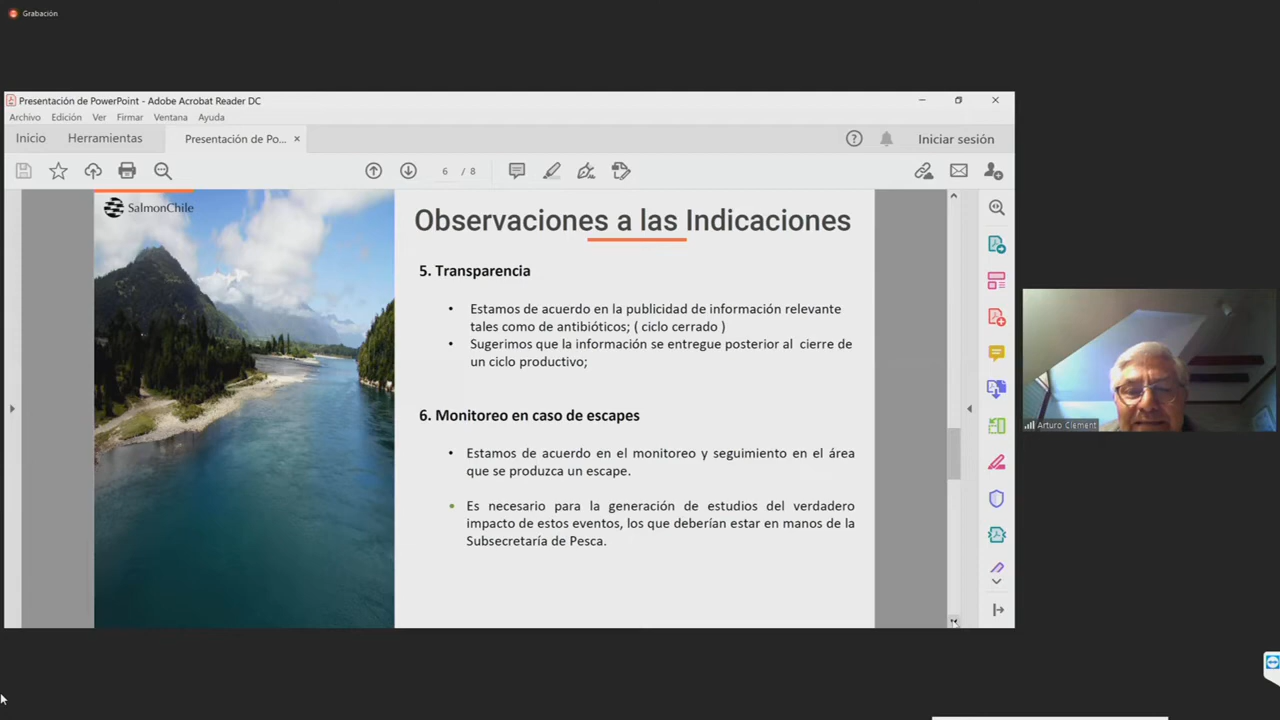 Grabación
Presentación de PowerPoint - Adobe Acrobat Reader DC
Archivo Edición Ver Firmar Ventana Ayuda
Inicio Herramientas Presentación de Po... Iniciar sesión
6 / 8
SalmonChile
Observaciones a las Indicaciones
5. Transparencia
• Estamos de acuerdo en la publicidad de información relevante
tales como de antibióticos; ( ciclo cerrado )
• Sugerimos que la información se entregue posterior al cierre de
un ciclo productivo;
6. Monitoreo en caso de escapes
• Estamos de acuerdo en el monitoreo y seguimiento en el área
que se produzca un escape.
• Es necesario para la generación de estudios del verdadero
impacto de estos eventos, los que deberían estar en manos de la
Subsecretaría de Pesca.
Arturo Clement